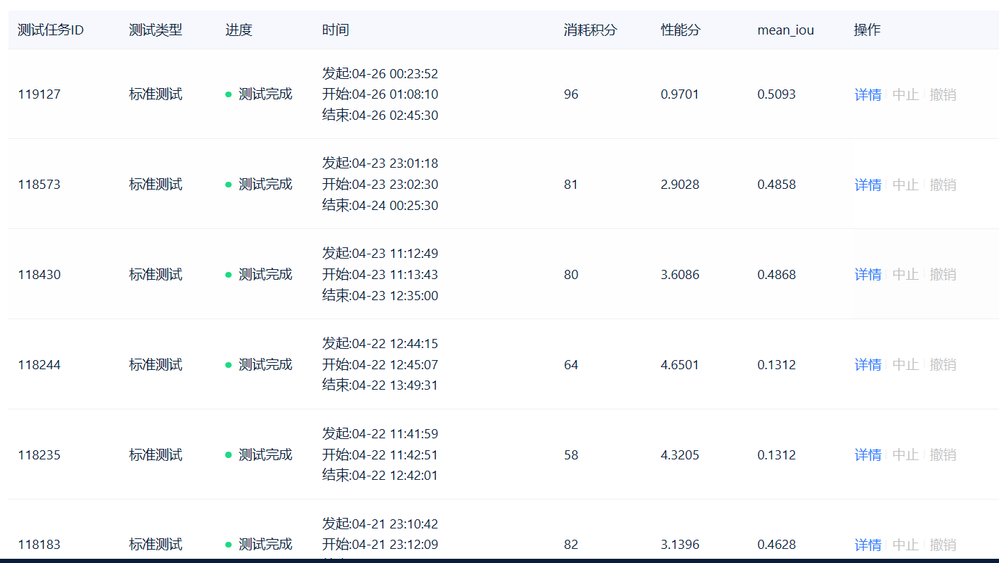 测试任务ID 测试类型 进度 时间 消耗积分 性能分 mean_iou 操作
发起:04-26 00:23:52
119127 标准测试 测试完成 开始:04-26 01:08:10 96 0.9701 0.5093 详情 中止 撤销
结束:04-26 02:45:30
发起:04-23 23:01:18
118573 标准测试 测试完成 开始:04-23 23:02:30 81 2.9028 0.4858 详情 中止 撤销
结束:04-24 00:25:30
发起:04-23 11:12:49
118430 标准测试 测试完成 开始:04-23 11:13:43 80 3.6086 0.4868 详情 中止 撤销
结束:04-23 12:35:00
发起:04-22 12:44:15
118244 标准测试 测试完成 开始:04-22 12:45:07 64 4.6501 0.1312 详情 中止 撤销
结束:04-22 13:49:31
发起:04-22 11:41:59
118235 标准测试 测试完成 开始:04-22 11:42:51 58 4.3205 0.1312 详情 中止 撤销
结束:04-22 12:42:01
发起:04-21 23:10:42
118183 标准测试 测试完成 开始:04-21 23:12:09 82 3.1396 0.4628 详情 中止 撤销